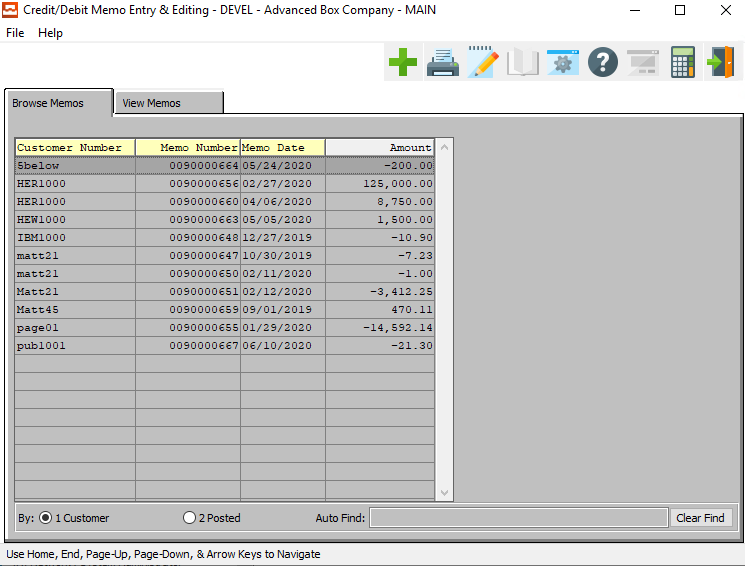 Credit/Debit Memo Entry & Editing - DEVEL - Advanced Box Company - MAIN
File Help
Browse Memos View Memos
Customer Number Memo Number Memo Date Amount
5below 0090000664 05/24/2020 -200.00
HER1000 0090000656 02/27/2020 125,000.00
HER1000 0090000660 04/06/2020 8,750.00
HEW1000 0090000663 05/05/2020 1,500.00
IBM1000 0090000648 12/27/2019 -10.90
matt21 0090000647 10/30/2019 -7.23
matt21 0090000650 02/11/2020 -1.00
Matt21 0090000651 02/12/2020 -3,412.25
Matt45 0090000659 09/01/2019 470.11
page01 0090000655 01/29/2020 -14,592.14
publ001 0090000667 06/10/2020 -21.30
By: 1 Customer 2 Posted Auto Find: Clear Find
Use Home, End, Page-Up, Page-Down, & Arrow Keys to Navigate